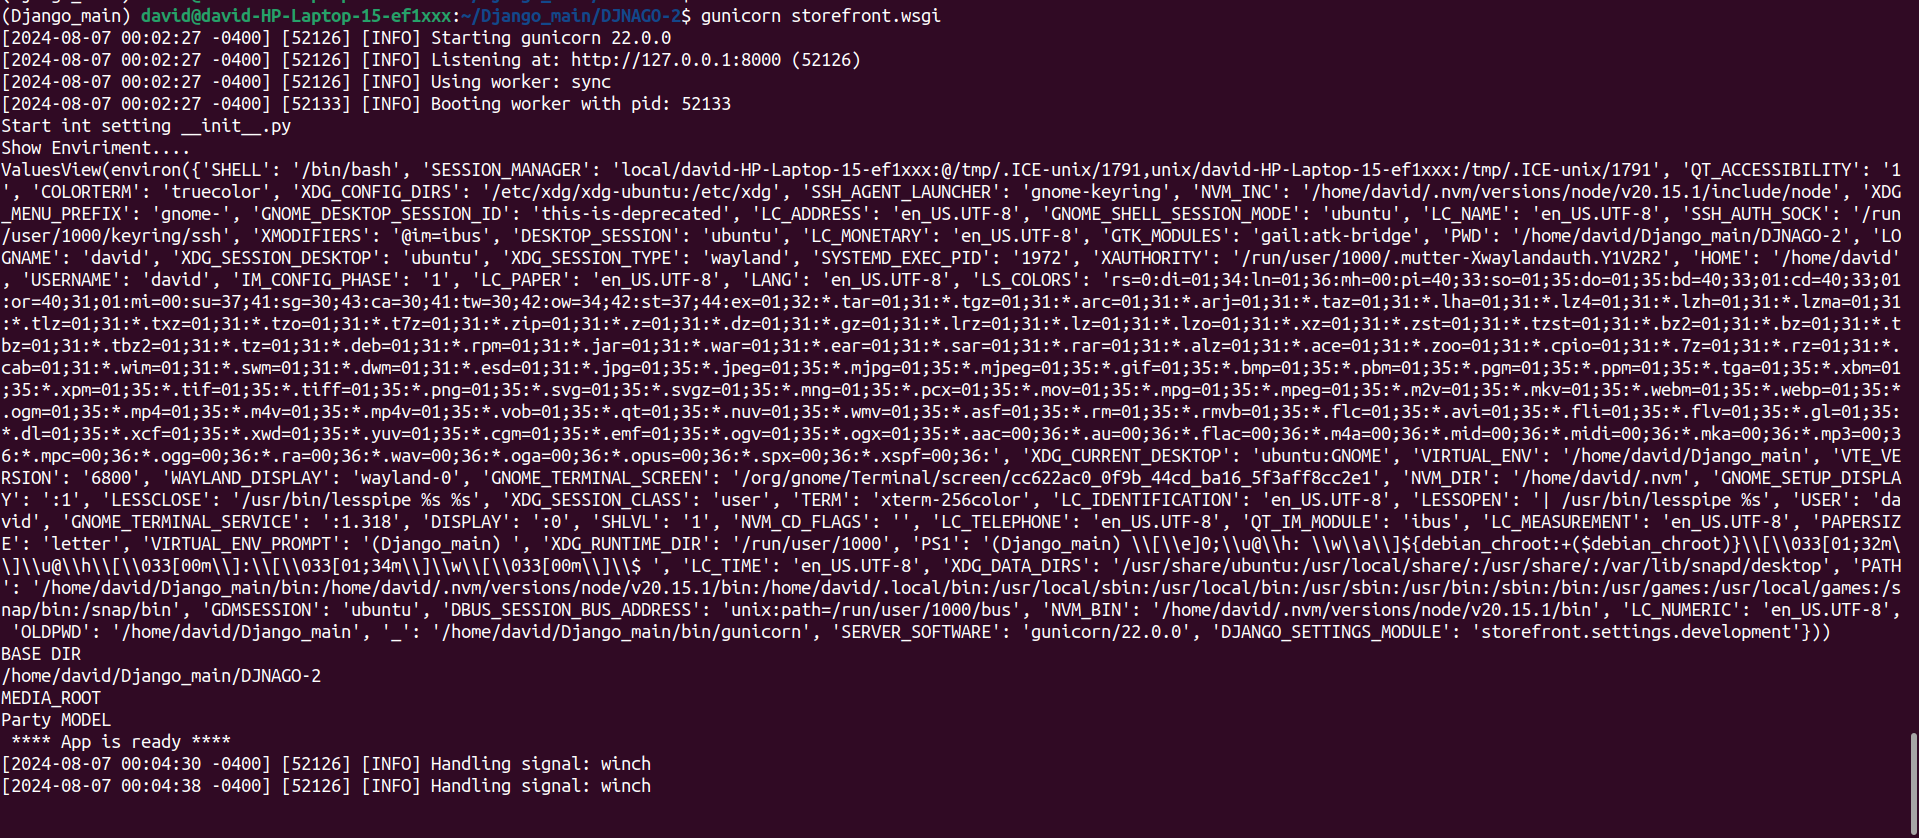 (Django_main) david@david-HP-Laptop-15-ef1xxx:~/Django_main/DJNAGO-2$ gunicorn storefront.wsgi
[2024-08-07 00:02:27 -0400] [52126] [INFO] Starting gunicorn 22.0.0
[2024-08-07 00:02:27 -0400] [52126] [INFO] Listening at: http://127.0.0.1:8000 (52126)
[2024-08-07 00:02:27 -0400] [52126] [INFO] Using worker: sync
[2024-08-07 00:02:27 -0400] [52133] [INFO] Booting worker with pid: 52133
Start int setting __init__.py
Show Enviriment....
ValuesView(environ({'SHELL': '/bin/bash', 'SESSION_MANAGER': 'local/david-HP-Laptop-15-ef1xxx:@/tmp/.ICE-unix/1791,unix/david-HP-Laptop-15-ef1xxx:/tmp/.ICE-unix/1791', 'QT_ACCESSIBILITY': '1
', 'COLORTERM': 'truecolor', 'XDG_CONFIG_DIRS': '/etc/xdg/xdg-ubuntu:/etc/xdg', 'SSH_AGENT_LAUNCHER': 'gnome-keyring', 'NVM_INC': '/home/david/.nvm/versions/node/v20.15.1/include/node', 'XDG
_MENU_PREFIX': 'gnome-', 'GNOME_DESKTOP_SESSION_ID': 'this-is-deprecated', 'LC_ADDRESS': 'en_US.UTF-8', 'GNOME_SHELL_SESSION_MODE': 'ubuntu', 'LC_NAME': 'en_US.UTF-8', 'SSH_AUTH_SOCK': '/run
/user/1000/keyring/ssh', 'XMODIFIERS': '@im=ibus', 'DESKTOP_SESSION': 'ubuntu', 'LC_MONETARY': 'en_US.UTF-8', 'GTK_MODULES': 'gail:atk-bridge', 'PWD': '/home/david/Django_main/DJNAGO-2', 'LO
GNAME': 'david', 'XDG_SESSION_DESKTOP': 'ubuntu', 'XDG_SESSION_TYPE': 'wayland', 'SYSTEMD_EXEC_PID': '1972', 'XAUTHORITY': '/run/user/1000/.mutter-Xwaylandauth.Y1V2R2', 'HOME': '/home/david'
, 'USERNAME': 'david', 'IM_CONFIG_PHASE': '1', 'LC_PAPER': 'en_US.UTF-8', 'LANG': 'en_US.UTF-8', 'LS_COLORS': 'rs=0:di=01;34:ln=01;36:mh=00:pi=40;33:so=01;35:do=01;35:bd=40;33;01:cd=40;33;01
:or=40;31;01:mi=00:su=37;41:sg=30;43:ca=30;41:tw=30;42:ow=34;42:st=37;44:ex=01;32:*.tar=01;31:*.tgz=01;31:*.arc=01;31:*.arj=01;31:*.taz=01;31:*.lha=01;31:*.lz4=01;31:*.lzh=01;31:*.lzma=01;31
:*.tlz=01;31:*.txz=01;31:*.tzo=01;31:*.t7z=01;31:*.zip=01;31:*.z=01;31:*.dz=01;31:*.gz=01;31:*.lrz=01;31:*.lz=01;31:*.lzo=01;31:*.xz=01;31:*.zst=01;31:*.tzst=01;31:*.bz2=01;31:*.bz=01;31:*.t
bz=01;31:*.tbz2=01;31:*.tz=01;31:*.deb=01;31:*.rpm=01;31:*.jar=01;31:*.war=01;31:*.ear=01;31:*.sar=01;31:*.rar=01;31:*.alz=01;31:*.ace=01;31:*.zoo=01;31:*.cpio=01;31:*.7z=01;31:*.rz=01;31:*.
cab=01;31:*.wim=01;31:*.swm=01;31:*.dwm=01;31:*.esd=01;31:*.jpg=01;35:*.jpeg=01;35:*.mjpg=01;35:*.mjpeg=01;35:*.gif=01;35:*.bmp=01;35:*.pbm=01;35:*.pgm=01;35:*.ppm=01;35:*.tga=01;35:*.xbm=01
;35:*.xpm=01;35:*.tif=01;35:*.tiff=01;35:*.png=01;35:*.svg=01;35:*.svgz=01;35:*.mng=01;35:*.pcx=01;35:*.mov=01;35:*.mpg=01;35:*.mpeg=01;35:*.m2v=01;35:*.mkv=01;35:*.webm=01;35:*.webp=01;35:*
.ogm=01;35:*.mp4=01;35:*.m4v=01;35:*.mp4v=01;35:*.vob=01;35:*.qt=01;35:*.nuv=01;35:*.wmv=01;35:*.asf=01;35:*.rm=01;35:*.rmvb=01;35:*.flc=01;35:*.avi=01;35:*.fli=01;35:*.flv=01;35:*.gl=01;35:
*.dl=01;35:*.xcf=01;35:*.xwd=01;35:*.yuv=01;35:*.cgm=01;35:*.emf=01;35:*.ogv=01;35:*.ogx=01;35:*.aac=00;36:*.au=00;36:*.flac=00;36:*.m4a=00;36:*.mid=00;36:*.midi=00;36:*.mka=00;36:*.mp3=00;3
6:*.mpc=00;36:*.ogg=00;36:*.ra=00;36:*.wav=00;36:*.oga=00;36:*.opus=00;36:*.spx=00;36:*.xspf=00;36:', 'XDG_CURRENT_DESKTOP': 'ubuntu:GNOME', 'VIRTUAL_ENV': '/home/david/Django_main', 'VTE_VE
RSION': '6800', 'WAYLAND_DISPLAY': 'wayland-0', 'GNOME_TERMINAL_SCREEN': '/org/gnome/Terminal/screen/cc622ac0_0f9b_44cd_ba16_5f3aff8cc2e1', 'NVM_DIR': '/home/david/.nvm', 'GNOME_SETUP_DISPLA
Y': ':1', 'LESSCLOSE': '/usr/bin/lesspipe %s %s', 'XDG_SESSION_CLASS': 'user', 'TERM': 'xterm-256color', 'LC_IDENTIFICATION': 'en_US.UTF-8', 'LESSOPEN': '| /usr/bin/lesspipe %s', 'USER': 'da
vid', 'GNOME_TERMINAL_SERVICE': ':1.318', 'DISPLAY': ':0', 'SHLVL': '1', 'NVM_CD_FLAGS': '', 'LC_TELEPHONE': 'en_US.UTF-8', 'QT_IM_MODULE': 'ibus', 'LC_MEASUREMENT': 'en_US.UTF-8', 'PAPERSIZ
E': 'letter', 'VIRTUAL_ENV_PROMPT': '(Django_main) ', 'XDG_RUNTIME_DIR': '/run/user/1000', 'PS1': '(Django_main) \\[\\e]0;\\u@\\h: \\w\\a\\]${debian_chroot:+($debian_chroot)}\\[\\033[01;32m\
\]\\u@\\h\\[\\033[00m\\]:\\[\\033[01;34m\\]\\w\\[\\033[00m\\]\\$ ', 'LC_TIME': 'en_US.UTF-8', 'XDG_DATA_DIRS': '/usr/share/ubuntu:/usr/local/share/:/usr/share/:/var/lib/snapd/desktop', 'PATH
': '/home/david/Django_main/bin:/home/david/.nvm/versions/node/v20.15.1/bin:/home/david/.local/bin:/usr/local/sbin:/usr/local/bin:/usr/sbin:/usr/bin:/sbin:/bin:/usr/games:/usr/local/games:/s
nap/bin:/snap/bin', 'GDMSESSION': 'ubuntu', 'DBUS_SESSION_BUS_ADDRESS': 'unix:path=/run/user/1000/bus', 'NVM_BIN': '/home/david/.nvm/versions/node/v20.15.1/bin', 'LC_NUMERIC': 'en_US.UTF-8',
 'OLDPWD': '/home/david/Django_main', '_': '/home/david/Django_main/bin/gunicorn', 'SERVER_SOFTWARE': 'gunicorn/22.0.0', 'DJANGO_SETTINGS_MODULE': 'storefront.settings.development'}))
BASE DIR
/home/david/Django_main/DJNAGO-2
MEDIA_ROOT
Party MODEL
 **** App is ready ****
[2024-08-07 00:04:30 -0400] [52126] [INFO] Handling signal: winch
[2024-08-07 00:04:38 -0400] [52126] [INFO] Handling signal: winch